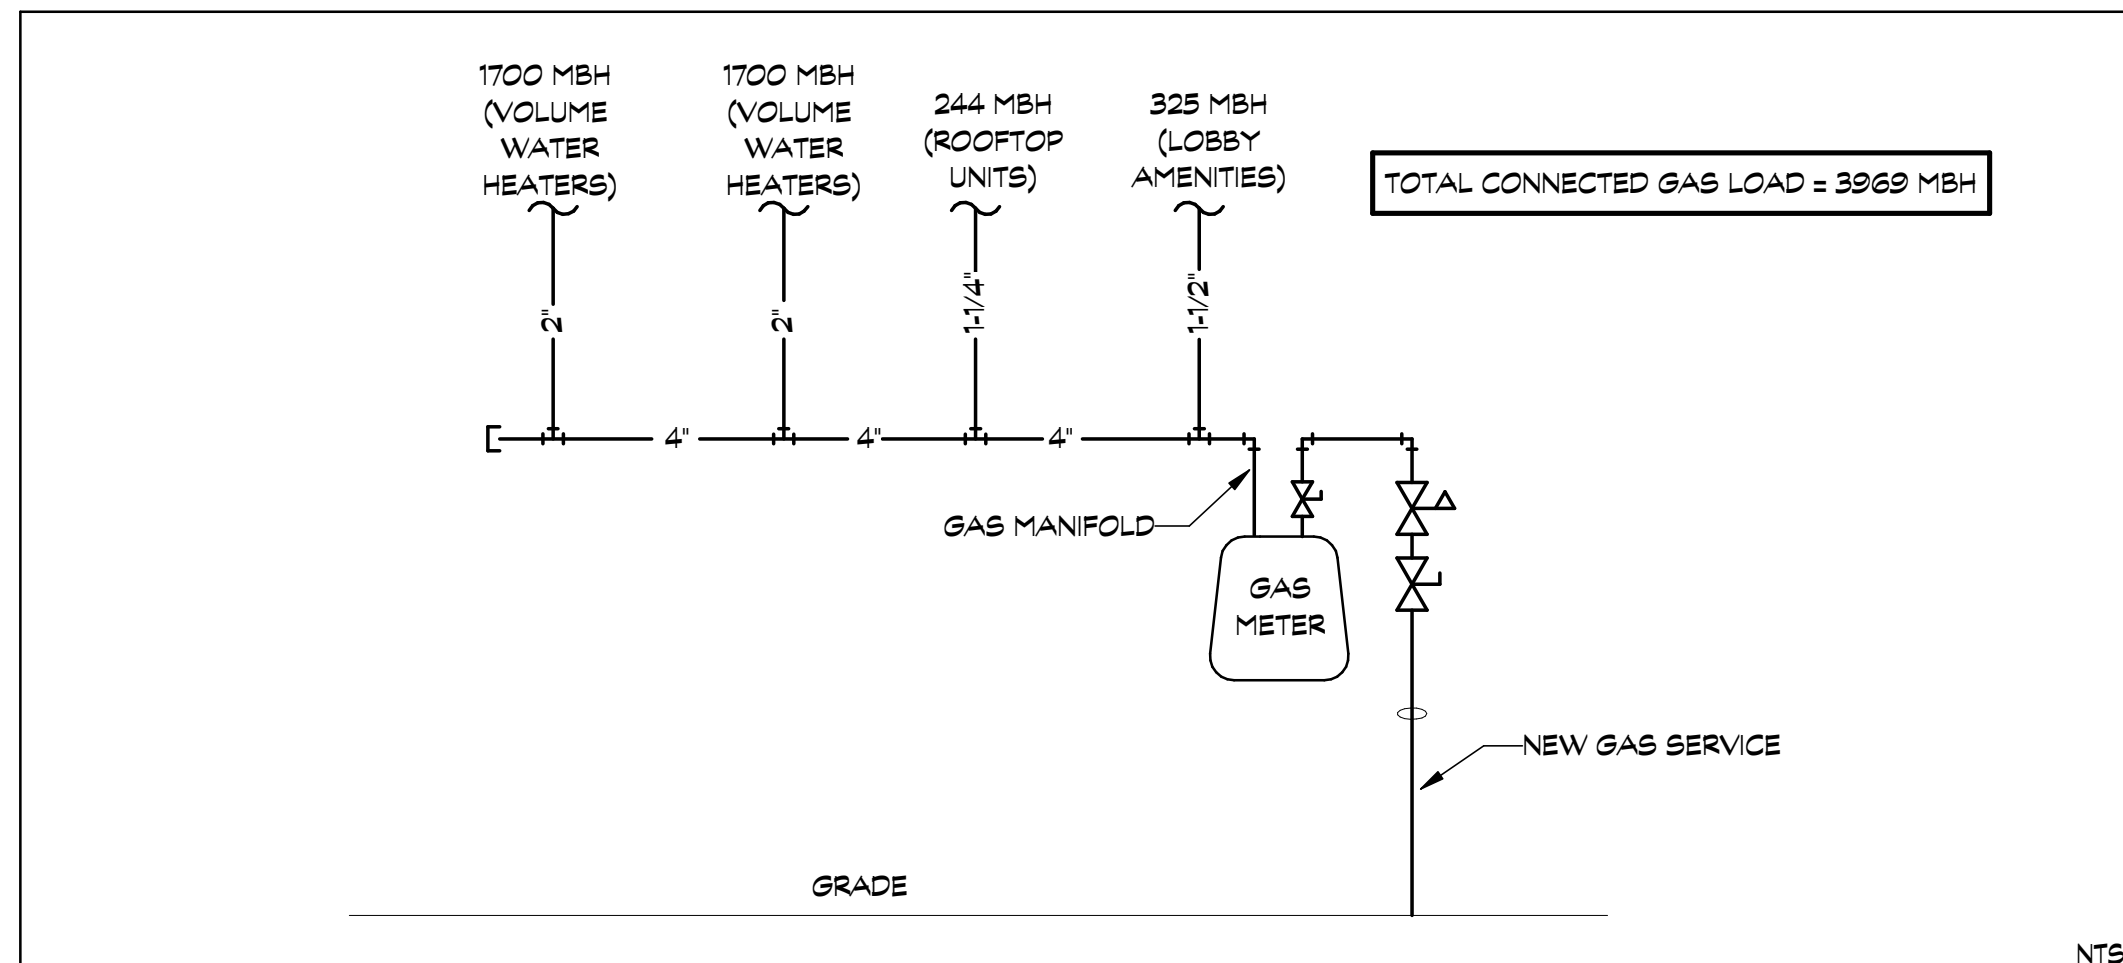 1700 MBH
(VOLUME
WATER
HEATERS)
1700 MBH
(VOLUME
WATER
HEATERS)
244 MBH
(ROOFTOP
UNITS)
325 MBH
(LOBBY
AMENITIES)
TOTAL CONNECTED GAS LOAD = 3969 MBH
2"
2"
1-1/4"
1-1/2"
4"
4"
4"
GAS MANIFOLD
GAS
METER
NEW GAS SERVICE
GRADE
NTS